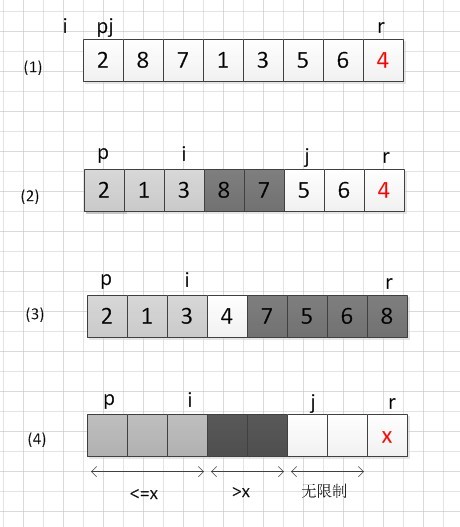 i pj r
(1) 2 8 7 1 3 5 6 4
p i j r
(2) 2 1 3 8 7 5 6 4
p i r
(3) 2 1 3 4 7 5 6 8
p i j r
(4) x
<=x >x 无限制